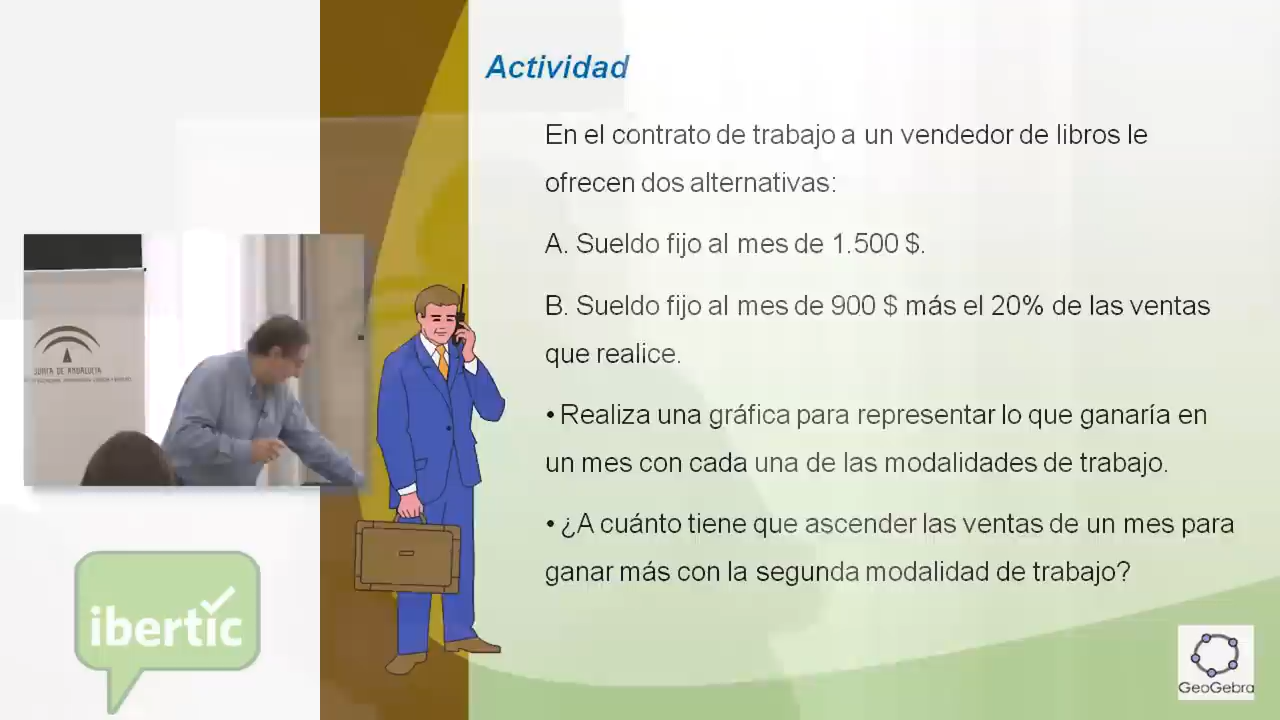 Actividad
En el contrato de trabajo a un vendedor de libros le
ofrecen dos alternativas:
A. Sueldo fijo al mes de 1.500 $.
B. Sueldo fijo al mes de 900 $ más el 20% de las ventas
que realice.
• Realiza una gráfica para representar lo que ganaría en
un mes con cada una de las modalidades de trabajo.
• ¿A cuánto tiene que ascender las ventas de un mes para
ganar más con la segunda modalidad de trabajo?
JUNTA DE ANDALUCIA
ibertic
GeoGebra